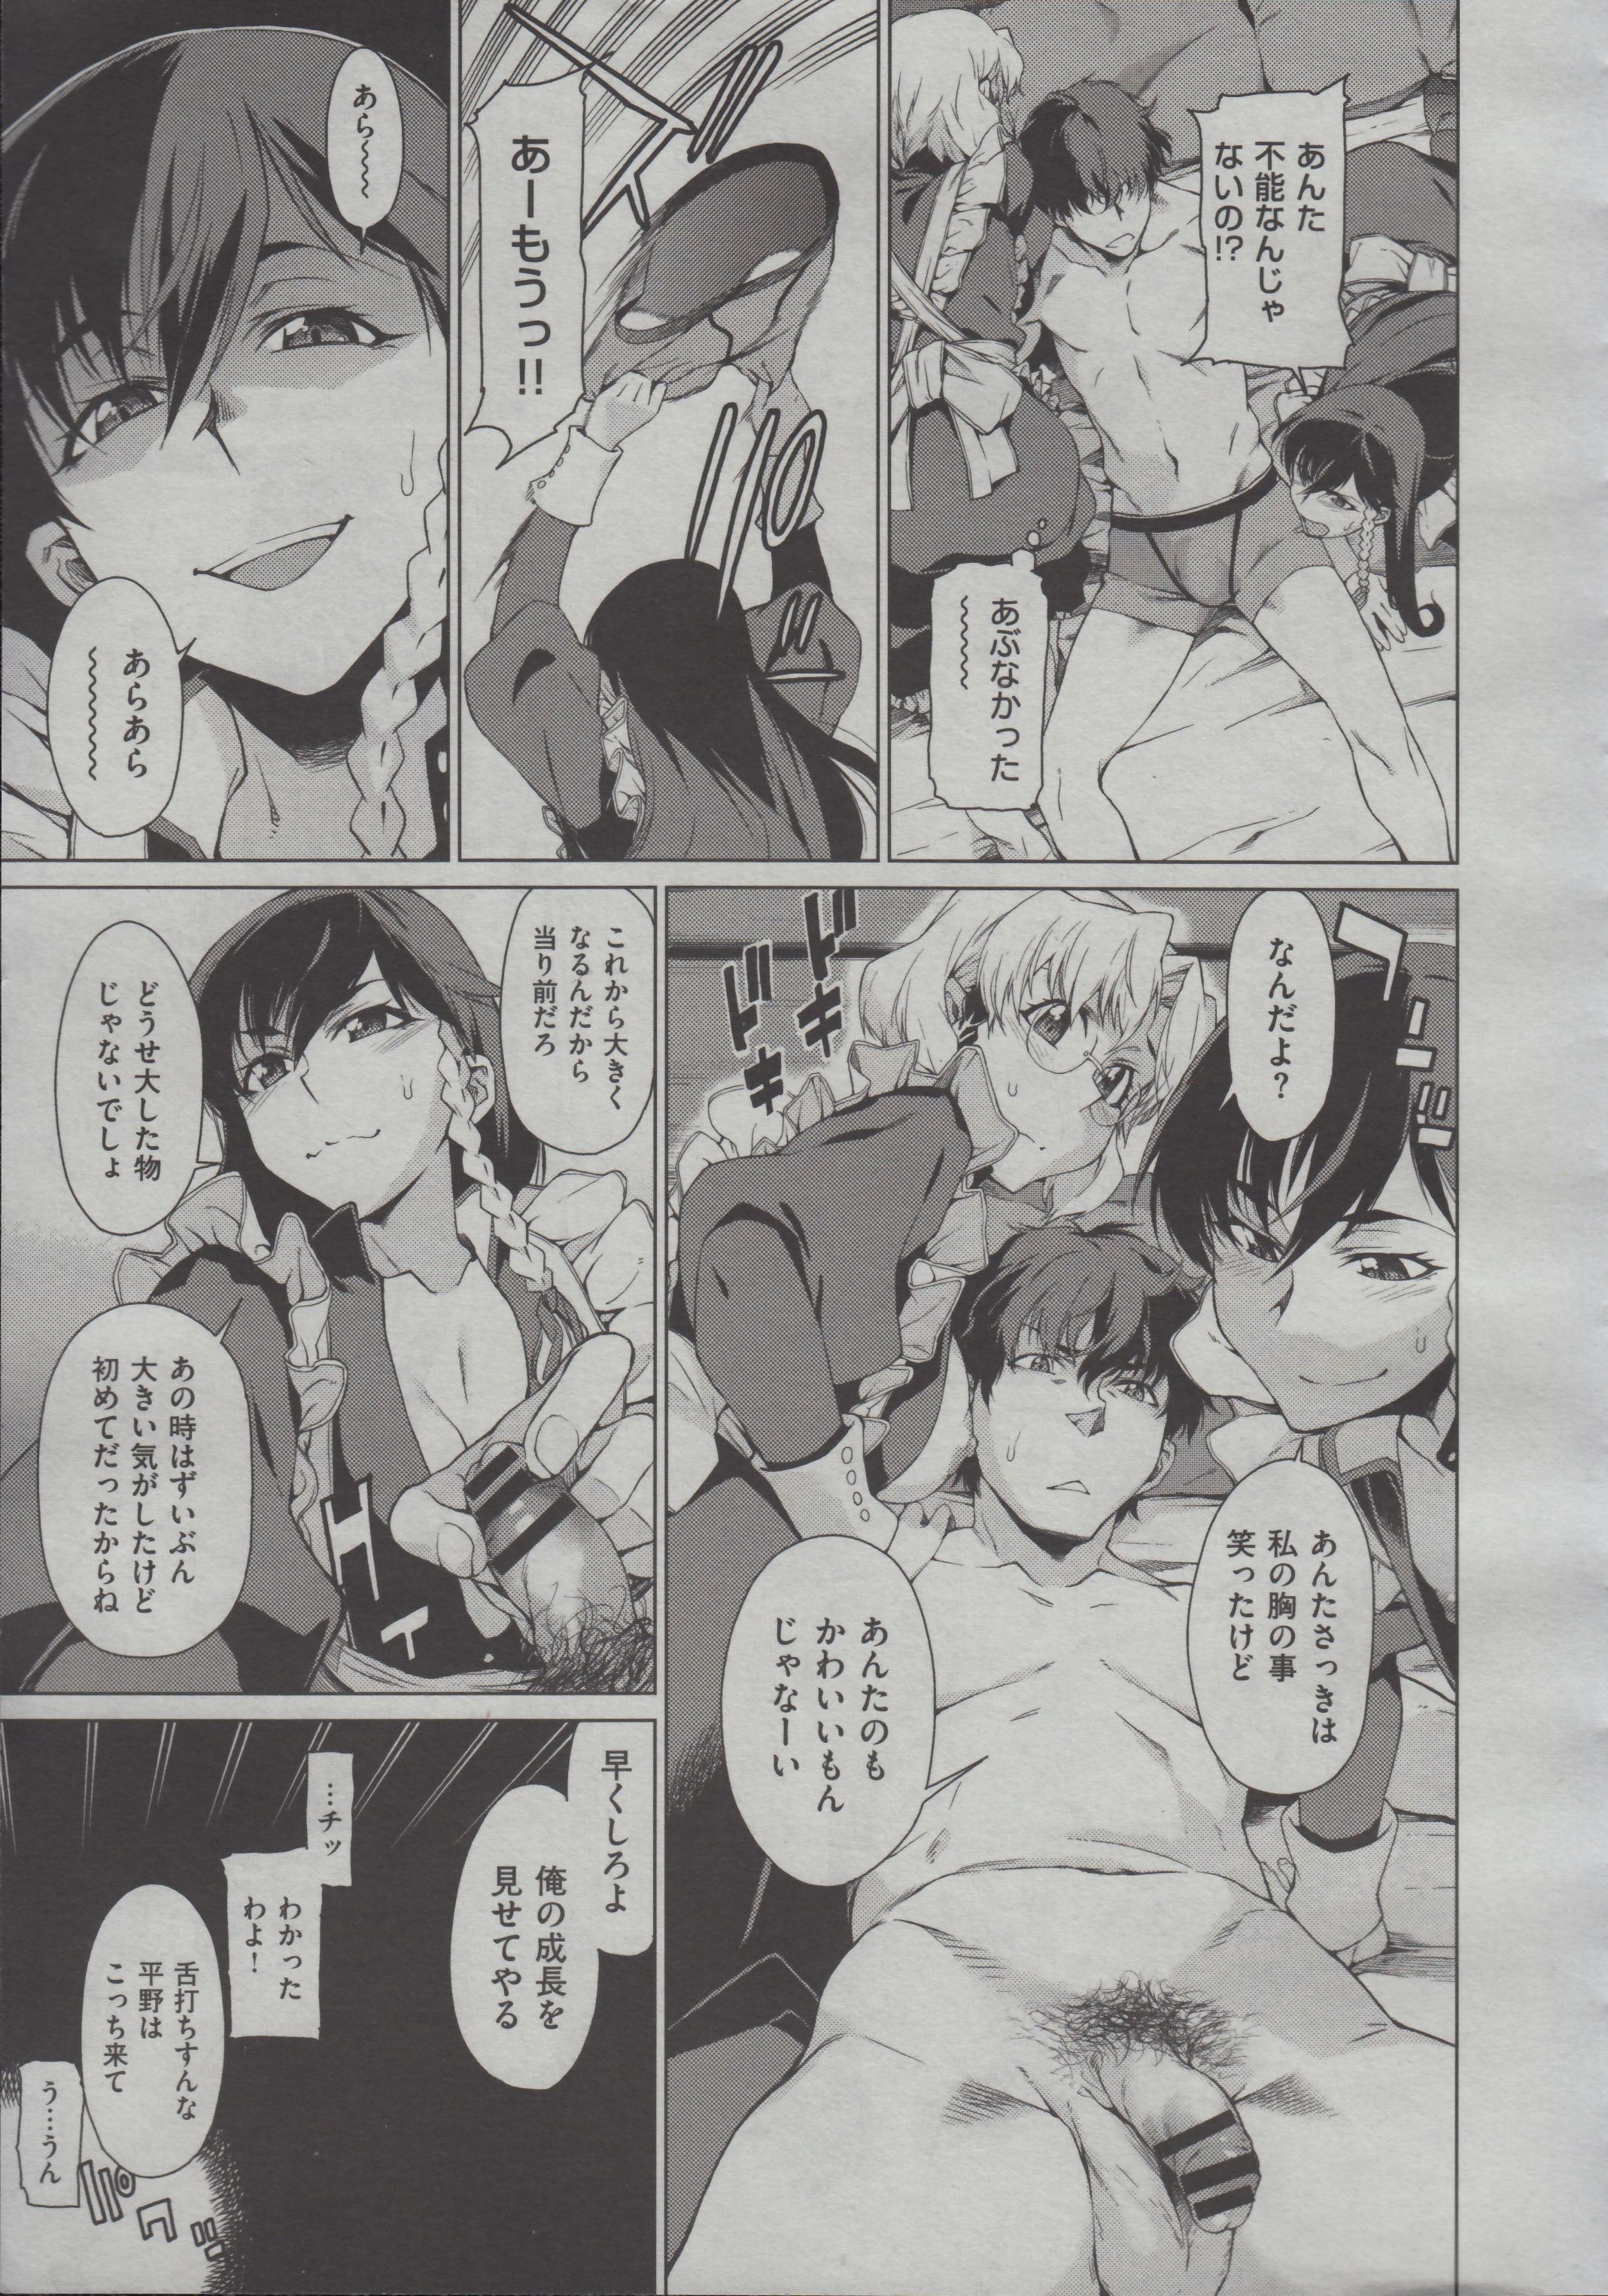 あんた
不能なんじゃ
ないの!?
あぶなかった
〜〜〜
あーもうっ!!
あら〜〜
あらあら
〜〜〜〜
なんだよ?
ドキ
ドキ
あんたさっきは
私の胸の事
笑ったけど
あんたのも
かわいいもん
じゃなーい
これから大きく
なるんだから
当り前だろ
どうせ大した物
じゃないでしょ
あの時はずいぶん
大きい気がしたけど
初めてだったからね
早くしろよ
俺の成長を
見せてやる
…チッ
わかった
わよ!
舌打ちすんな
平野は
こっち来て
う…うん